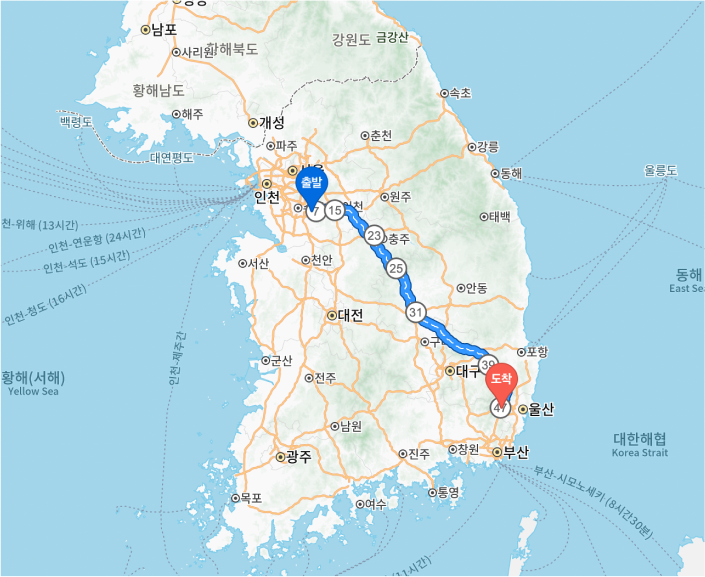 남포
사리원
황해북도
강원도
금강산
황해남도
해주
개성
속초
백령도
춘천
파주
강릉
대연평도
서울
동해
울릉도
출발
인천
원주
7
15
이천
태백
천-위해 (13시간)
인천-연운항 (24시간)
23
충주
인천-석도 (15시간)
서산
천안
25
동해
East Sea
안동
인천-청도 (16시간)
31
대전
구미
포항
인천-제주간
군산
39
대구
황해(서해)
Yellow Sea
전주
도착
47
울산
남원
대한해협
Korea Strait
광주
진주
창원
부산
부산-시모노세키 (8시간30분)
목포
통영
여수
11시간)